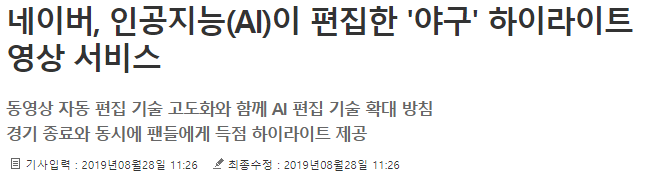 네이버, 인공지능(AI)이 편집한 '야구' 하이라이트
영상 서비스
동영상 자동 편집 기술 고도화와 함께 AI 편집 기술 확대 방침
경기 종료와 동시에 팬들에게 득점 하이라이트 제공
기사입력 : 2019년08월28일 11:26 최종수정 : 2019년08월28일 11:26